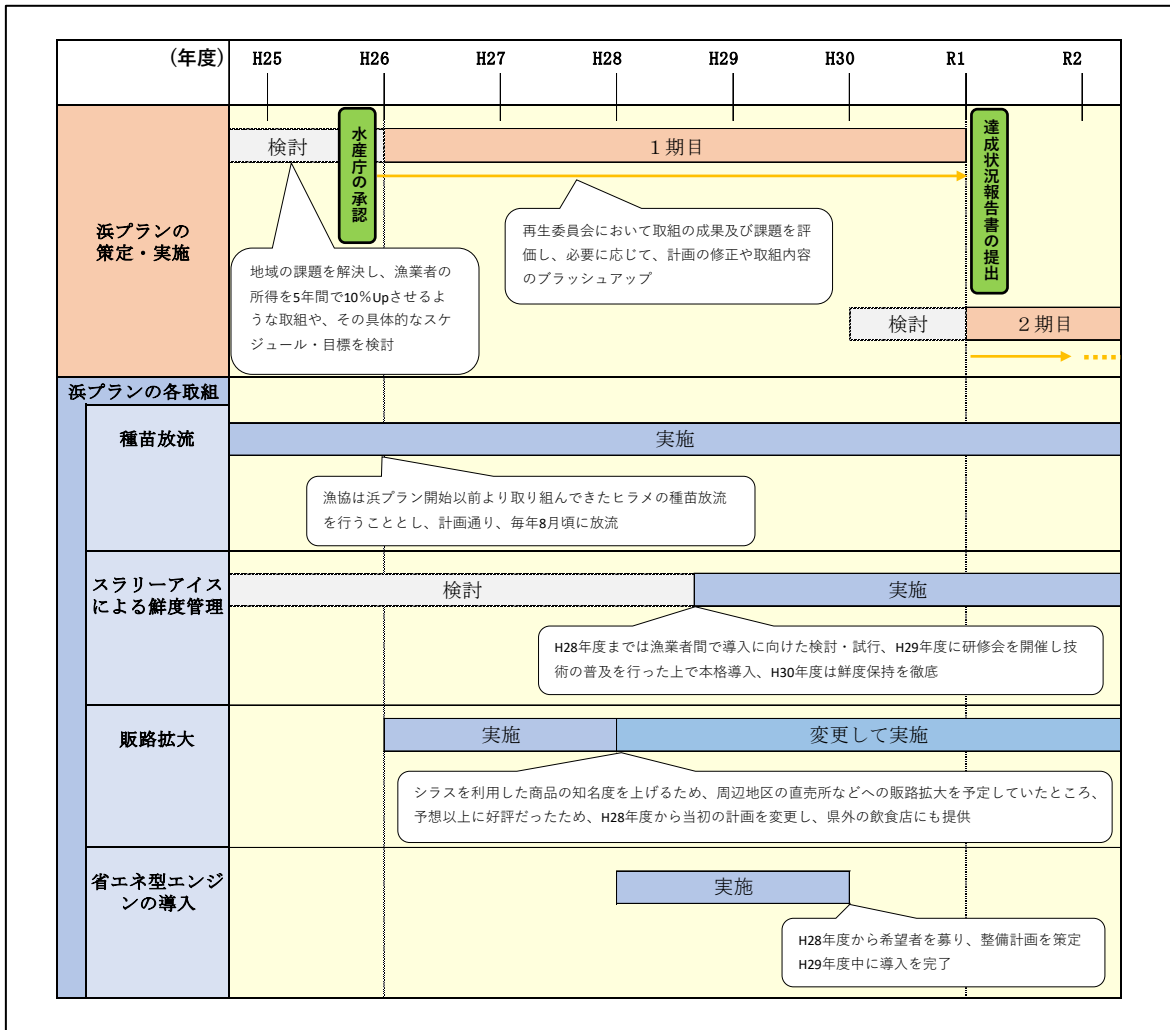 (年度)
H25
H26
H27
H28
H29
H30
R1
R2
浜プランの
策定・実施
検討
水産庁の承認
1期目
達成状況報告書の提出
再生委員会において取組の成果及び課題を評
価し、必要に応じて、計画の修正や取組内容
のブラッシュアップ
地域の課題を解決し、漁業者の
所得を5年間で10%Upさせるよ
うな取組や、その具体的なスケ
ジュール・目標を検討
検討
2期目
浜プランの各取組
種苗放流
実施
漁協は浜プラン開始以前より取り組んできたヒラメの種苗放流
を行うこととし、計画通り、毎年8月頃に放流
スラリーアイス
による鮮度管理
検討
実施
H28年度までは漁業者間で導入に向けた検討・試行、H29年度に研修会を開催し技
術の普及を行った上で本格導入、H30年度は鮮度保持を徹底
販路拡大
実施
変更して実施
シラスを利用した商品の知名度を上げるため、周辺地区の直売所などへの販路拡大を予定していたところ、
予想以上に好評だったため、H28年度から当初の計画を変更し、県外の飲食店にも提供
省エネ型エンジ
ンの導入
実施
H28年度から希望者を募り、整備計画を策定
H29年度中に導入を完了